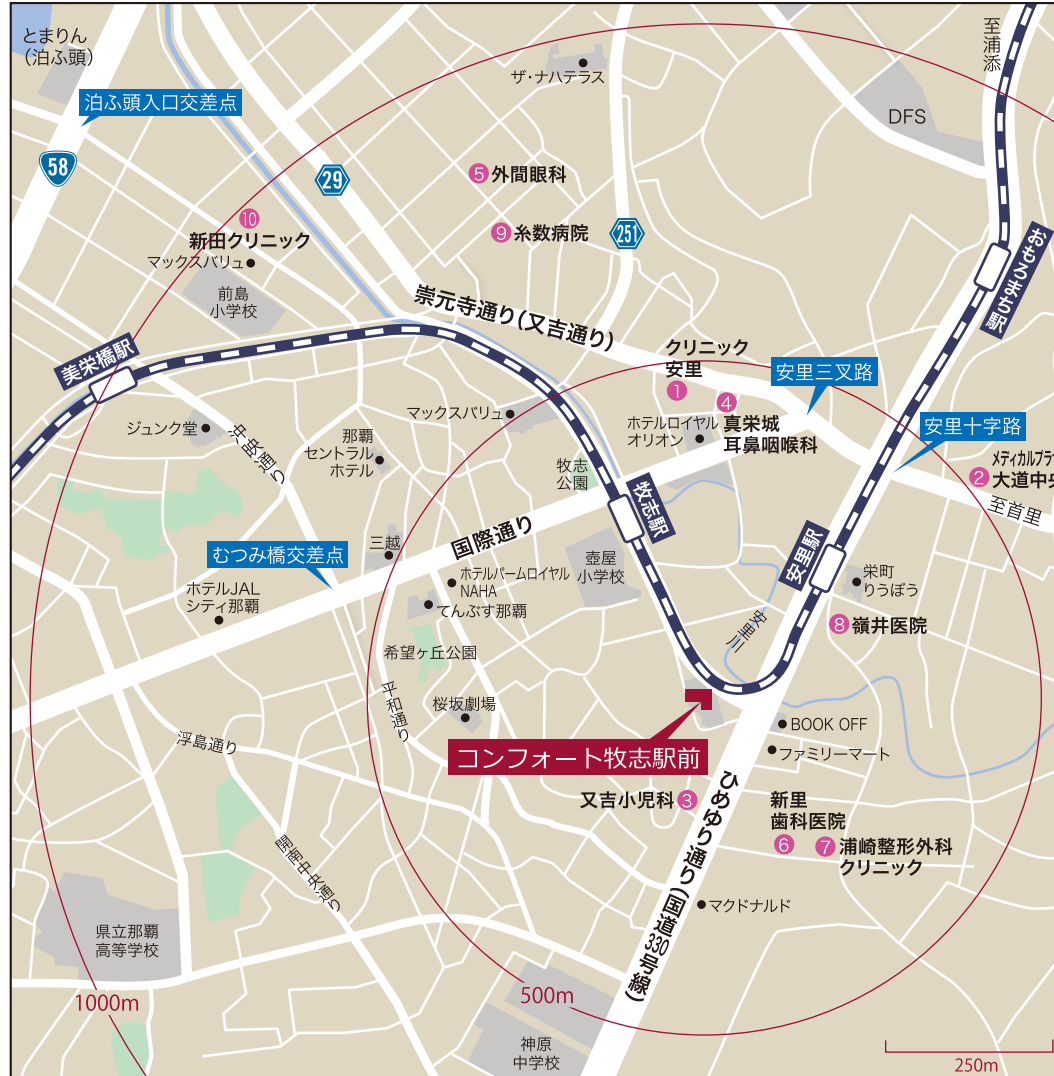 とまりん
(泊ふ頭)
泊ふ頭入口交差点
58
29
ザ・ナハテラス
至浦添
DFS
⑤外間眼科
⑨糸数病院
251
⑩
新田クリニック
マックスバリュ
前島
小学校
おもろまち駅
崇元寺通り(又吉通り)
美栄橋駅
クリニック
安里
①
④
真栄城
耳鼻咽喉科
安里三叉路
安里十字路
メディカルプラ
②大道中央
至首里
ジュンク堂
沖映通り
那覇
セントラル
ホテル
マックスバリュ
ホテルロイヤル
オリオン
牧志
公園
牧志駅
国際通り
三越
むつみ橋交差点
ホテルJAL
シティ那覇
ホテルパームロイヤル
NAHA
てんぶす那覇
壺屋
小学校
安里駅
栄町
りうぼう
⑧嶺井医院
安里川
希望ヶ丘公園
平和通り
桜坂劇場
浮島通り
コンフォート牧志駅前
BOOK OFF
ファミリーマート
又吉小児科③
ひめゆり通り(国道330号線)
新里
歯科医院
⑥
⑦浦崎整形外科
クリニック
開南中央通り
マクドナルド
県立那覇
高等学校
1000m
500m
神原
中学校
250m